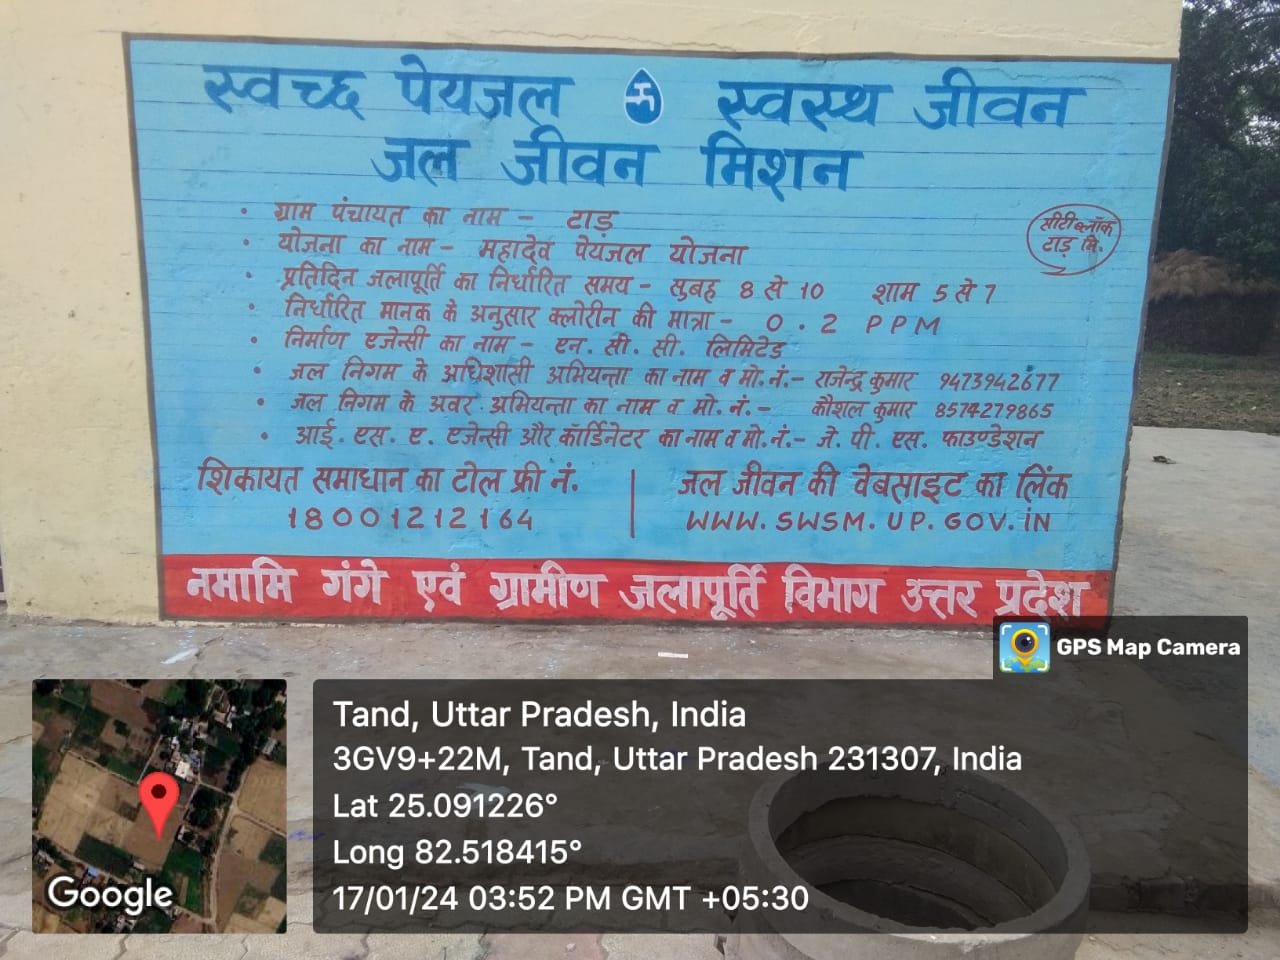 स्वच्छ पेयजल स्वस्थ जीवन
जल जीवन मिशन
सीटी ब्लॉक
टाड़ मि.
• ग्राम पंचायत का नाम - टाड़
• योजना का नाम - महादेव पेयजल योजना
• प्रतिदिन जलापूर्ति का निर्धारित समय - सुबह 8 से 10 शाम 5 से 7
• निर्धारित मानक के अनुसार क्लोरीन की मात्रा - 0.2 PPM
• निर्माण एजेन्सी का नाम - एन. सी. सी. लिमिटेड
• जल निगम के अधिशासी अभियन्ता का नाम व मो.नं.- राजेन्द्र कुमार 9473942677
• जल निगम के अवर अभियन्ता का नाम व मो. नं.- कौशल कुमार 8574279865
• आई. एस. ए. एजेन्सी और कॉर्डिनेटर का नाम व मो.नं.- जे. पी. एस. फाउण्डेशन
शिकायत समाधान का टोल फ्री नं.
18001212164
जल जीवन की वेबसाइट का लिंक
WWW.SWSM.UP.GOV.iN
नमामि गंगे एवं ग्रामीण जलापूर्ति विभाग उत्तर प्रदेश
GPS Map Camera
Tand, Uttar Pradesh, India
3GV9+22M, Tand, Uttar Pradesh 231307, India
Lat 25.091226°
Long 82.518415°
17/01/24 03:52 PM GMT +05:30
Google